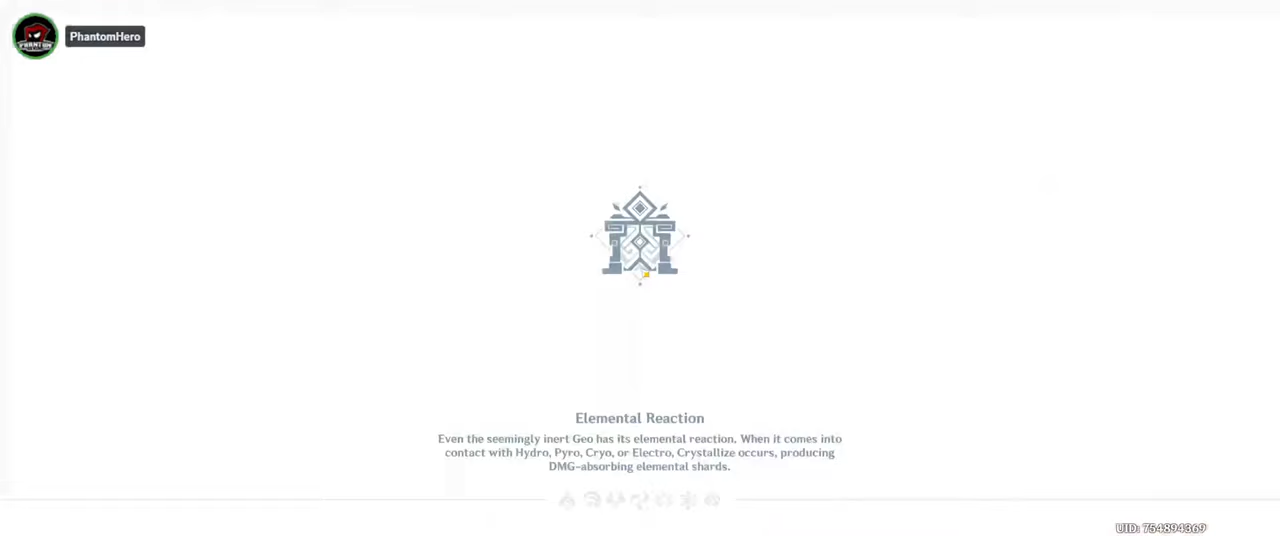 PHANTOM
PhantomHero
Elemental Reaction
Even the seemingly inert Geo has its elemental reaction. When it comes into
contact with Hydro, Pyro, Cryo, or Electro, Crystallize occurs, producing
DMG-absorbing elemental shards.
UID: 754894369